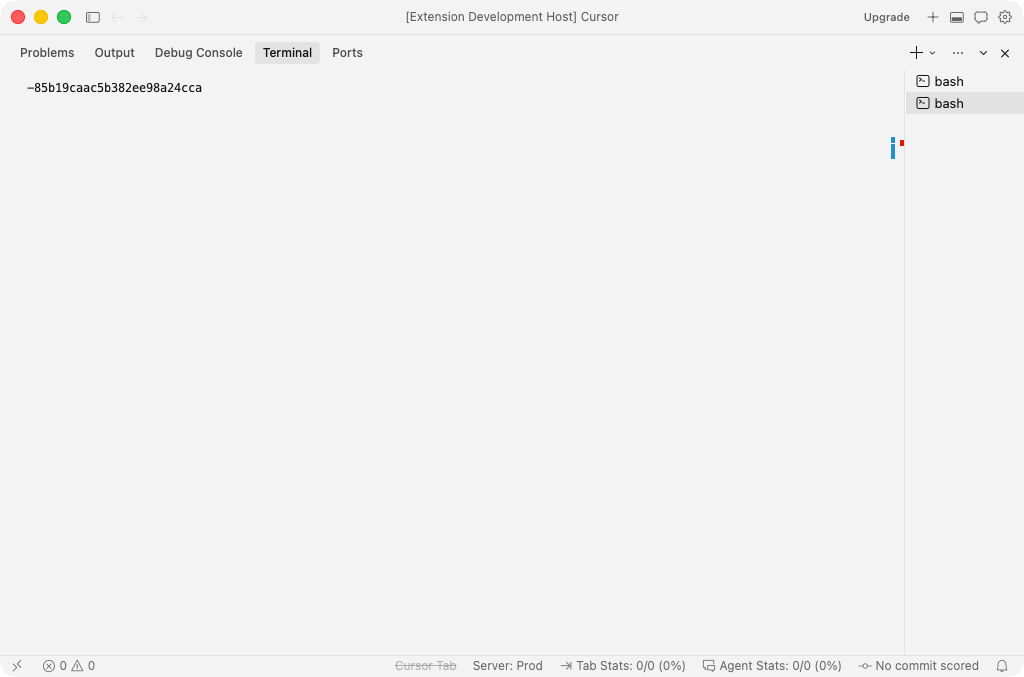 [Extension Development Host] Cursor
Upgrade
Problems Output Debug Console Terminal Ports
−85b19caac5b382ee98a24cca
bash
bash
0 0 Cursor Tab Server: Prod Tab Stats: 0/0 (0%) Agent Stats: 0/0 (0%) No commit scored